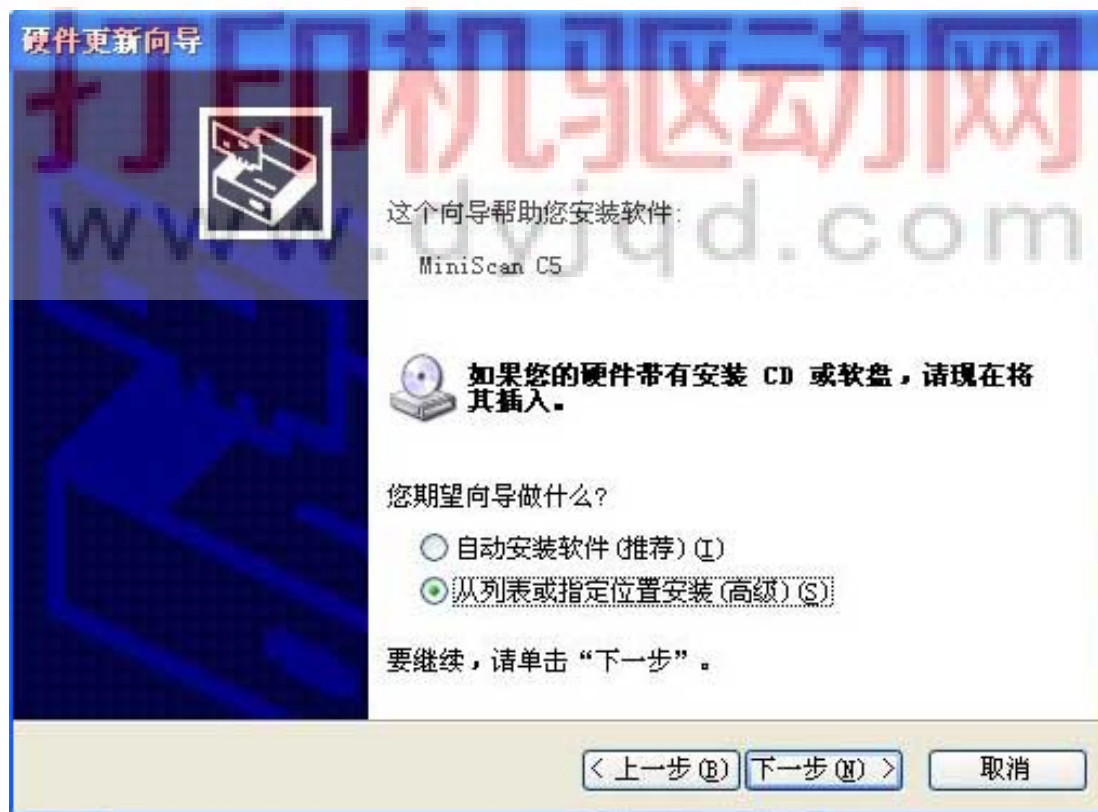 硬件更新向导
打印机驱动网
www.dyjqd.com
这个向导帮助您安装软件:
MiniScan C5
如果您的硬件带有安装 CD 或软盘，请现在将
其插入。
您期望向导做什么?
自动安装软件(推荐)(I)
从列表或指定位置安装(高级)(S)
要继续，请单击“下一步”。
< 上一步(B) 下一步(N) > 取消